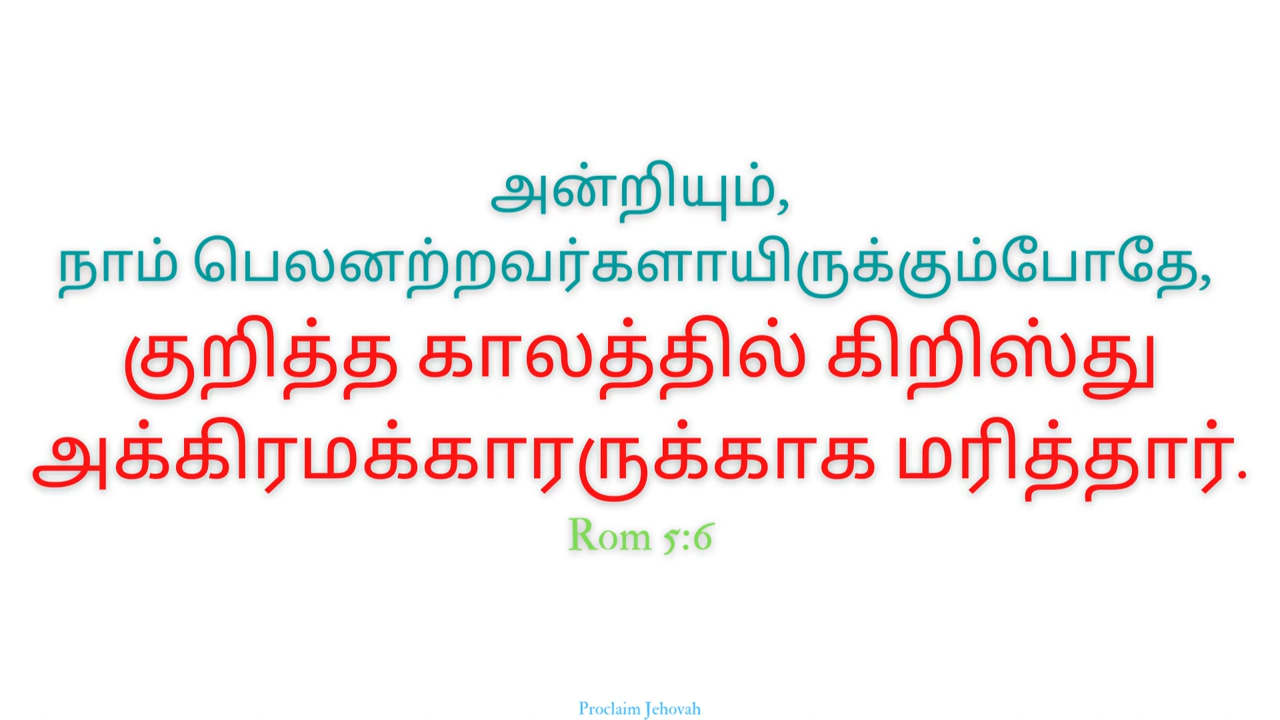 அன்றியும்,
நாம் பெலனற்றவர்களாயிருக்கும்போதே,
குறித்த காலத்தில் கிறிஸ்து
அக்கிரமக்காரருக்காக மரித்தார்.
Rom 5:6
Proclaim Jehovah